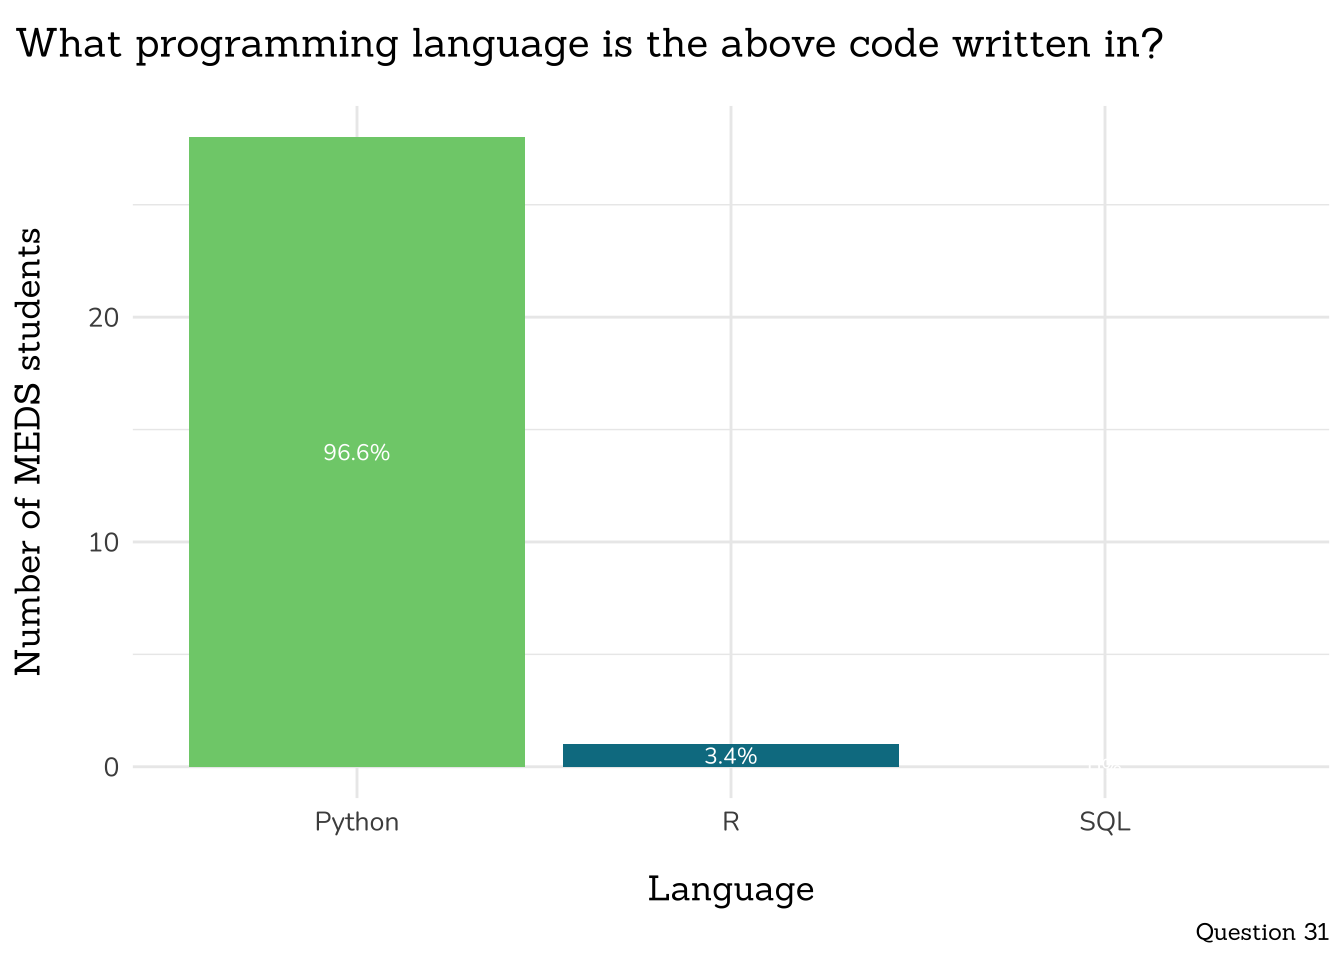 What programming language is the above code written in?
Number of MEDS students
20
10
0
96.6%
3.4%
Python
R
SQL
Language
Question 31